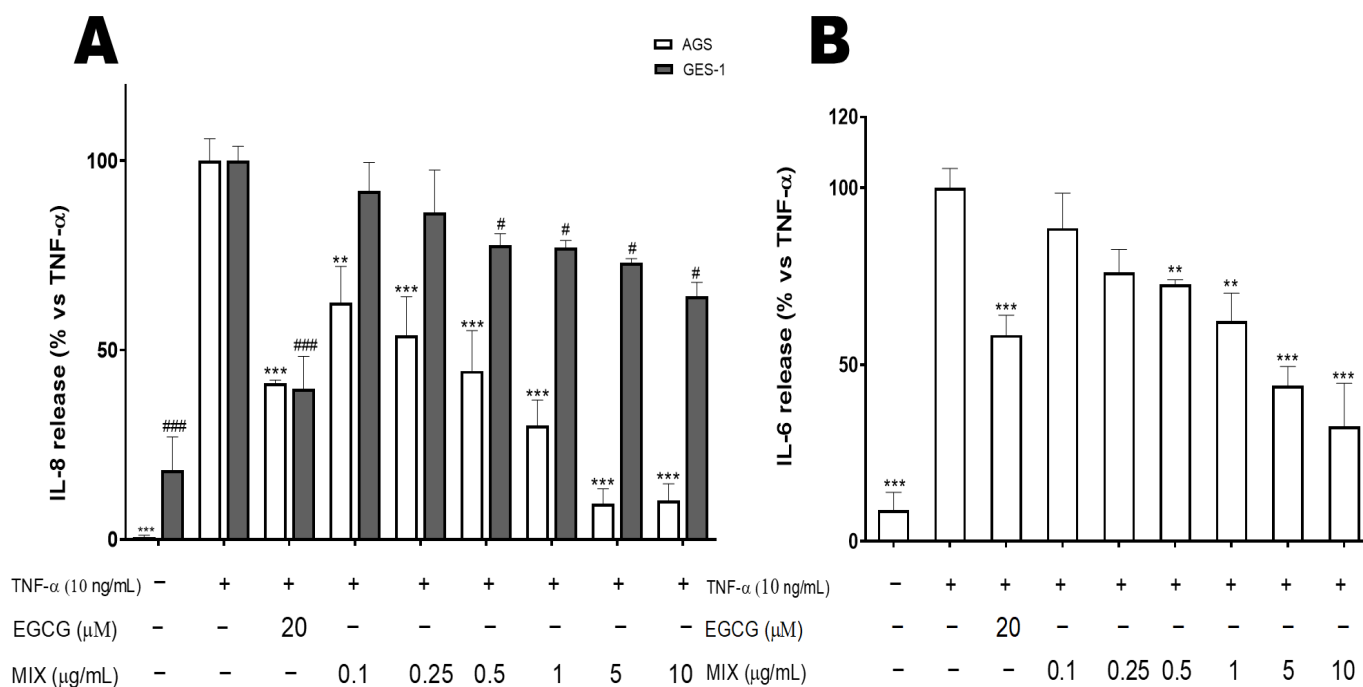 A
B
AGS
GES-1
IL-8 release (% vs TNF-α)
100
50
0
***
###
***
###
**
***
***
***
***
***
#
#
#
#
TNF-α (10 ng/mL) – + + + + + + + +
EGCG (μM) – – 20 – – – – – –
MIX (μg/mL) – – – 0.1 0.25 0.5 1 5 10
IL-6 release (% vs TNF-α)
120
100
50
0
***
***
**
**
***
***
TNF-α (10 ng/mL) – + + + + + + + +
EGCG (μM) – – 20 – – – – – –
MIX (μg/mL) – – – 0.1 0.25 0.5 1 5 10